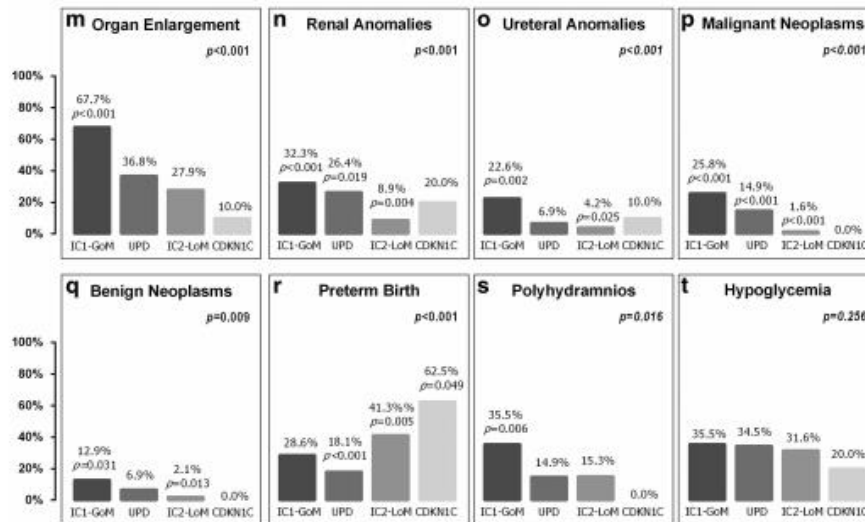 m Organ Enlargement
p<0.001
100%
80%
60%
40%
20%
0%
67.7%
p<0.001
36.8%
27.9%
10.0%
IC1-GoM UPD IC2-LoM CDKN1C
n Renal Anomalies
p<0.001
32.3%
p<0.001
26.4%
p=0.019
8.9%
p=0.004
20.0%
IC1-GoM UPD IC2-LoM CDKN1C
o Ureteral Anomalies
p<0.001
22.6%
p=0.002
6.9%
4.2%
p=0.025
10.0%
IC1-GoM UPD IC2-LoM CDKN1C
p Malignant Neoplasms
p<0.001
25.8%
p<0.001
14.9%
p<0.001
1.6%
p<0.001
0.0%
IC1-GoM UPD IC2-LoM CDKN1C
q Benign Neoplasms
p=0.009
100%
80%
60%
40%
20%
0%
12.9%
p=0.031
6.9%
2.1%
p=0.013
0.0%
IC1-GoM UPD IC2-LoM CDKN1C
r Preterm Birth
p<0.001
28.6%
18.1%
p<0.001
41.3%%
p=0.005
62.5%
p=0.049
IC1-GoM UPD IC2-LoM CDKN1C
s Polyhydramnios
p=0.016
35.5%
p=0.006
14.9%
15.3%
0.0%
IC1-GoM UPD IC2-LoM CDKN1C
t Hypoglycemia
p=0.256
35.5%
34.5%
31.6%
20.0%
IC1-GoM UPD IC2-LoM CDKN1C